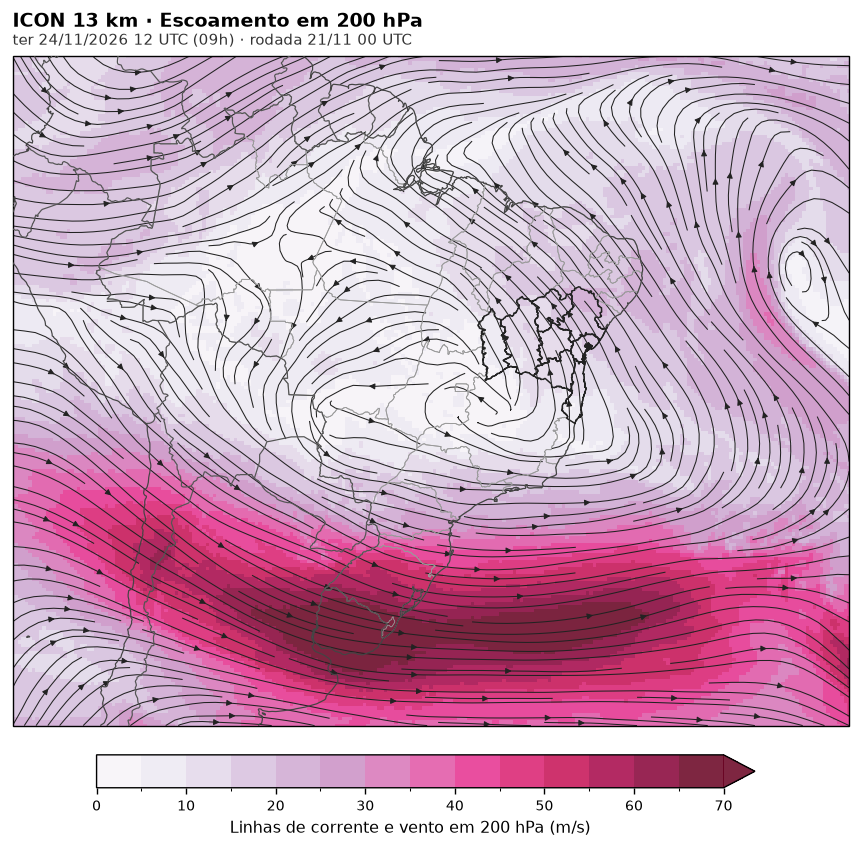 ICON 13 km · Escoamento em 200 hPa
ter 24/11/2026 12 UTC (09h) · rodada 21/11 00 UTC
0 10 20 30 40 50 60 70
Linhas de corrente e vento em 200 hPa (m/s)